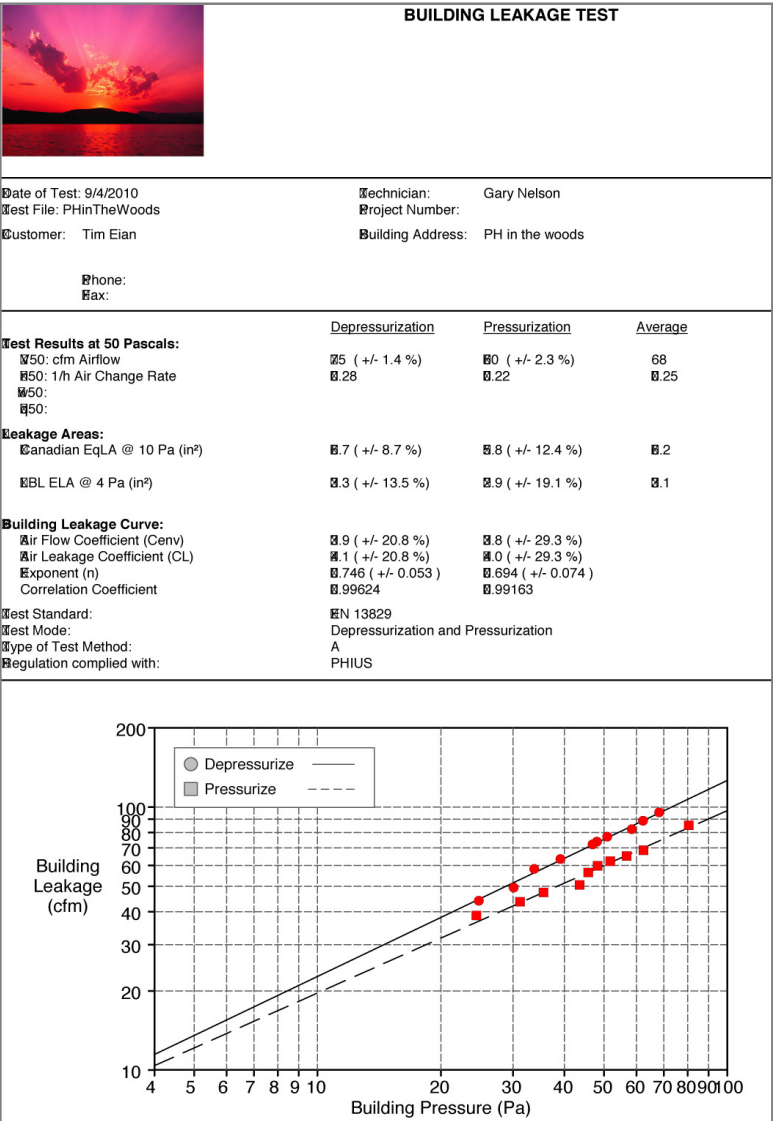 BUILDING LEAKAGE TEST
Date of Test: 9/4/2010 Technician: Gary Nelson
Test File: PHinTheWoods Project Number:
Customer: Tim Eian Building Address: PH in the woods
Phone:
Fax:
Depressurization Pressurization Average
Test Results at 50 Pascals:
V50: cfm Airflow 75 ( +/- 1.4 %) 60 ( +/- 2.3 %) 68
n50: 1/h Air Change Rate 0.28 0.22 0.25
w50:
q50:
Leakage Areas:
Canadian EqLA @ 10 Pa (in²) 6.7 ( +/- 8.7 %) 5.8 ( +/- 12.4 %) 6.2
LBL ELA @ 4 Pa (in²) 3.3 ( +/- 13.5 %) 2.9 ( +/- 19.1 %) 3.1
Building Leakage Curve:
Air Flow Coefficient (Cenv) 3.9 ( +/- 20.8 %) 3.8 ( +/- 29.3 %)
Air Leakage Coefficient (CL) 4.1 ( +/- 20.8 %) 4.0 ( +/- 29.3 %)
Exponent (n) 0.746 ( +/- 0.053 ) 0.694 ( +/- 0.074 )
Correlation Coefficient 0.99624 0.99163
Test Standard: EN 13829
Test Mode: Depressurization and Pressurization
Type of Test Method: A
Regulation complied with: PHIUS
200
Depressurize
Pressurize
100
90
80
70
60
50
40
30
20
10
Building
Leakage
(cfm)
4 5 6 7 8 9 10 20 30 40 50 60 70 80 90 100
Building Pressure (Pa)